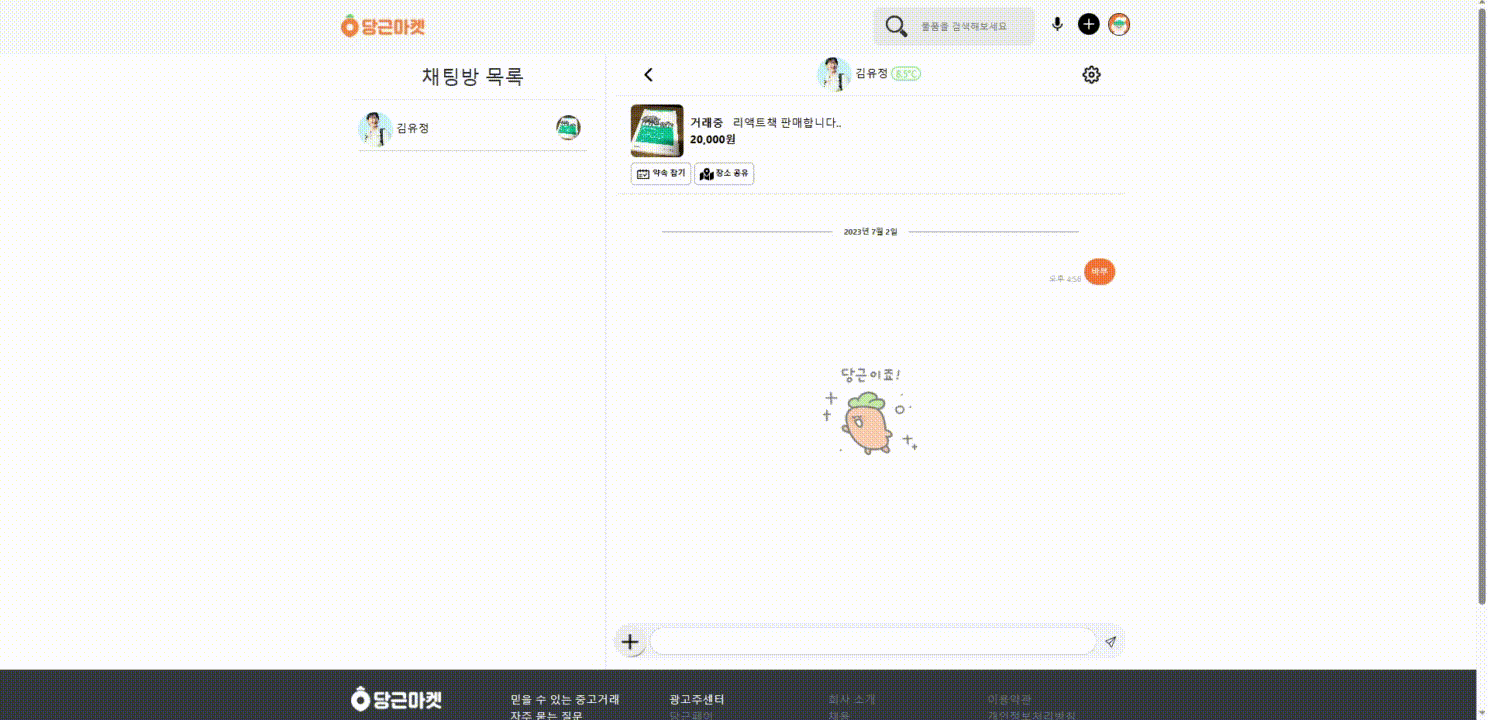 당근마켓
물품을 검색해보세요
채팅방 목록
김유정
김유정 8.5°C
거래중 리액트책 판매합니다..
20,000원
약속 잡기 장소 공유
2023년 7월 2일
오후 4:56 바부
당근이죠!
당근마켓
믿을 수 있는 중고거래 광고주센터 회사 소개 이용약관
자주 묻는 질문 당근페이 채용 개인정보처리방침